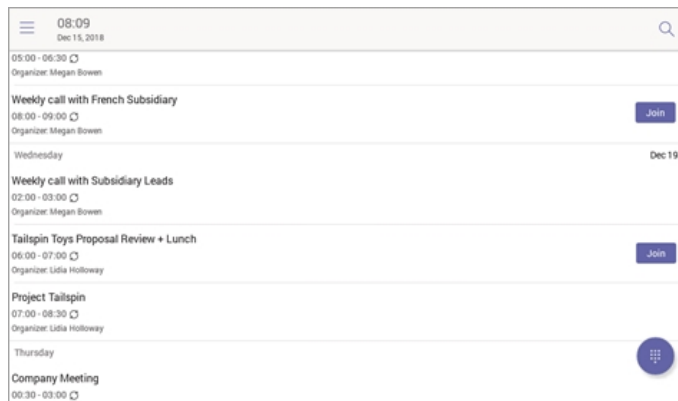 08:09
Dec 15, 2018
05:00 - 06:30
Organizer: Megan Bowen
Weekly call with French Subsidiary
08:00 - 09:00
Join
Organizer: Megan Bowen
Wednesday Dec 19
Weekly call with Subsidiary Leads
02:00 - 03:00
Organizer: Megan Bowen
Tailspin Toys Proposal Review + Lunch
06:00 - 07:00
Join
Organizer: Lidia Holloway
Project Tailspin
07:00 - 08:30
Organizer: Lidia Holloway
Thursday
Company Meeting
00:30 - 03:00